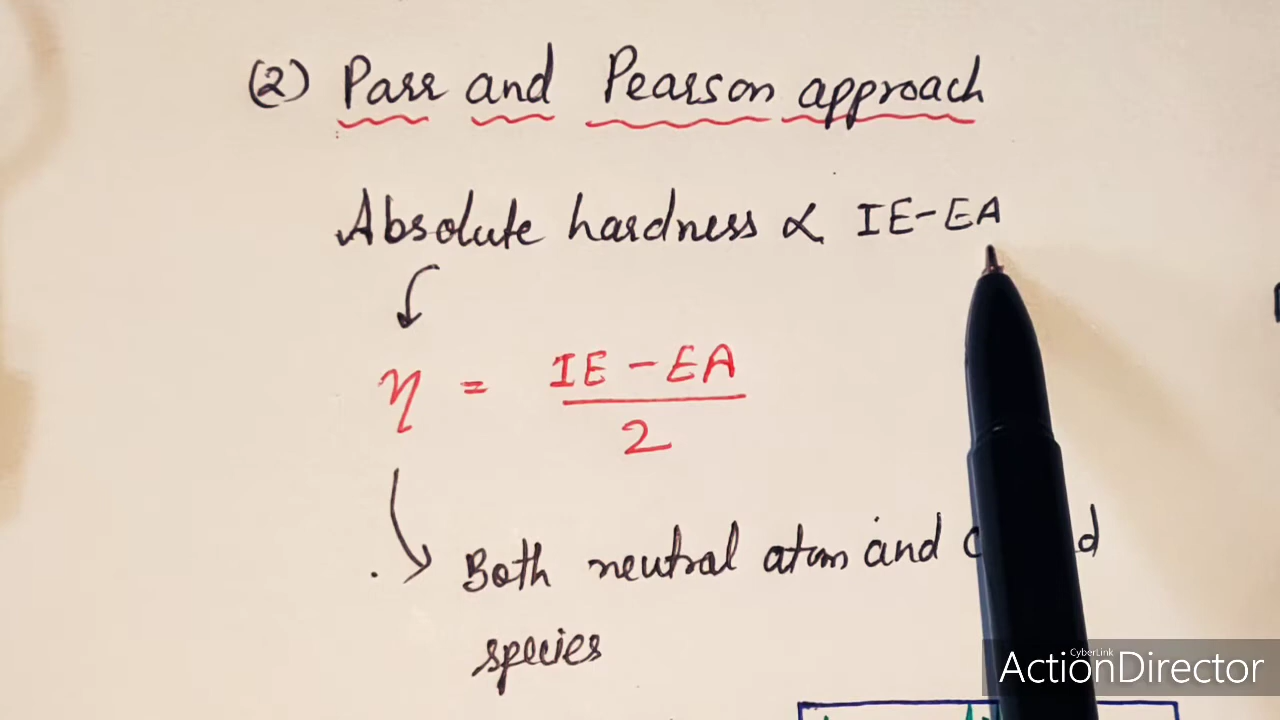 (2) Parr and Pearson approach
Absolute hardness ∝ IE-EA
η = IE - EA
2
Both neutral atom and
species
CyberLink
ActionDirector